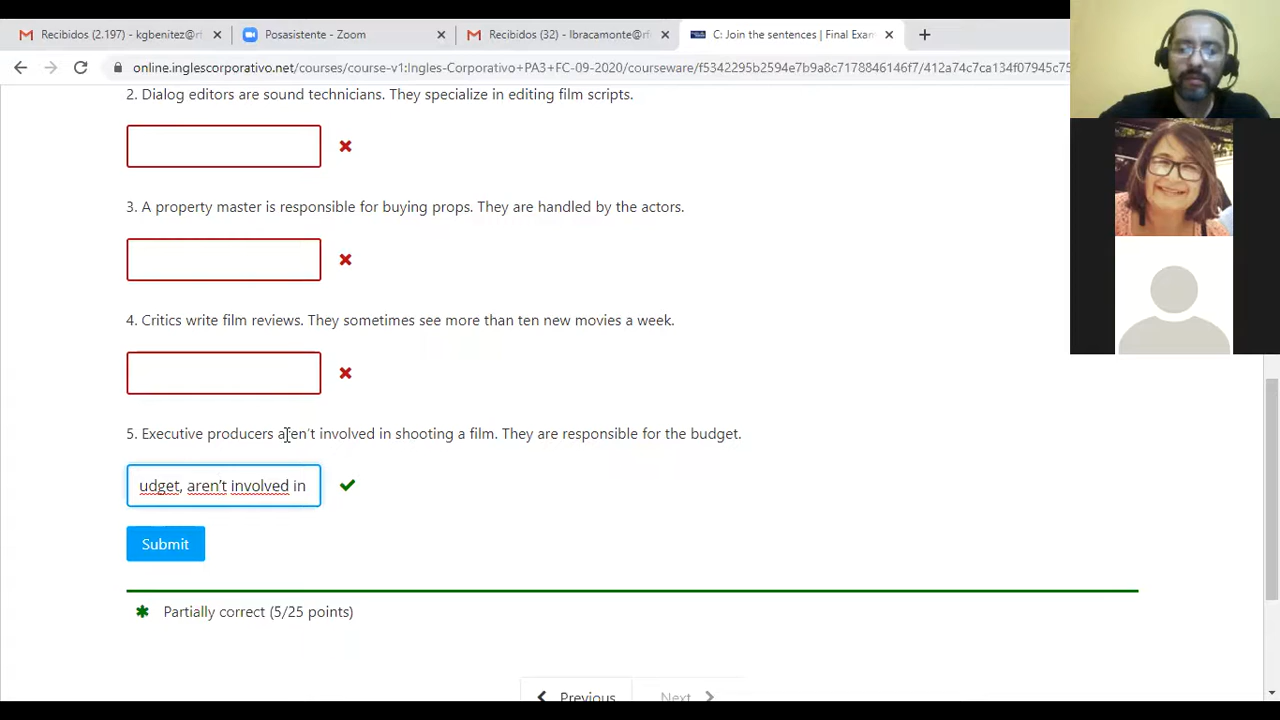 Recibidos (2.197) - kgbenitez@rf
Posasistente - Zoom
Recibidos (32) - lbracamonte@rf
C: Join the sentences | Final Exam
online.inglescorporativo.net/courses/course-v1:Ingles-Corporativo+PA3+FC-09-2020/courseware/f5342295b2594e7b9a8c7178846146f7/412a74c7ca134f07945c75
2. Dialog editors are sound technicians. They specialize in editing film scripts.
3. A property master is responsible for buying props. They are handled by the actors.
4. Critics write film reviews. They sometimes see more than ten new movies a week.
5. Executive producers aren't involved in shooting a film. They are responsible for the budget.
udget, aren't involved in
Submit
Partially correct (5/25 points)
Previous
Next